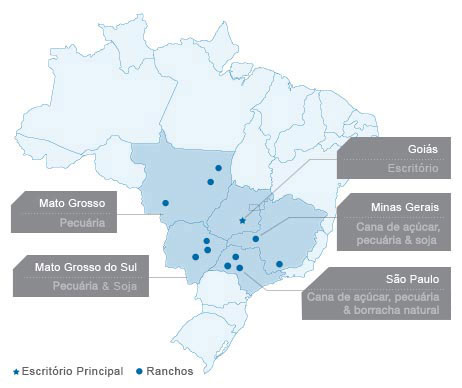 Goiás
Escritório
Mato Grosso
Pecuária
Minas Gerais
Cana de açúcar,
pecuária & soja
Mato Grosso do Sul
Pecuária & Soja
São Paulo
Cana de açúcar, pecuária
& borracha natural
Escritório Principal
Ranchos